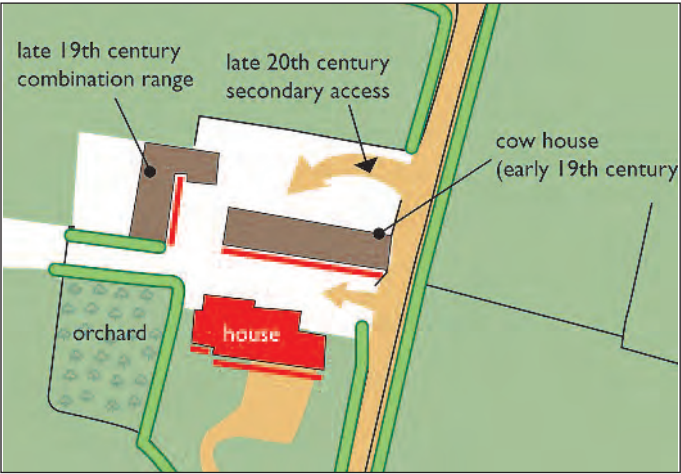 late 19th century
combination range
late 20th century
secondary access
cow house
(early 19th century
orchard
house